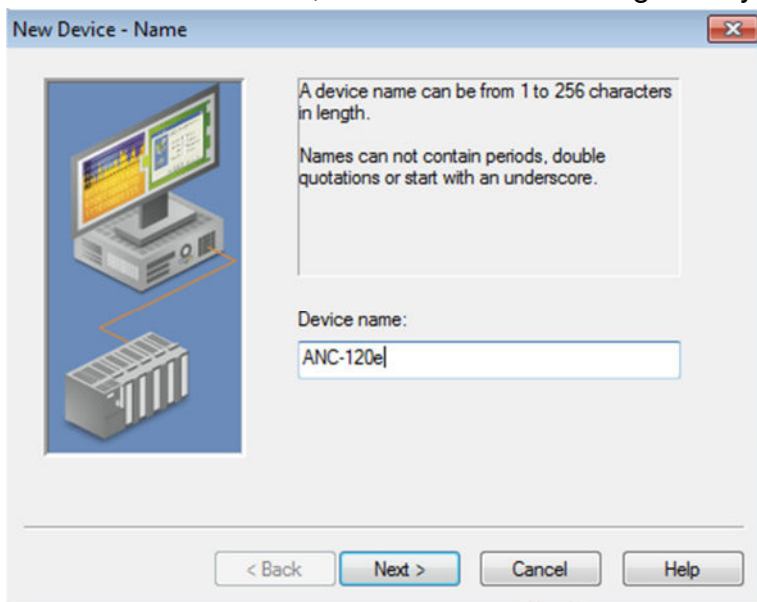 New Device - Name
A device name can be from 1 to 256 characters
in length.
Names can not contain periods, double
quotations or start with an underscore.
Device name:
ANC-120e
< Back
Next >
Cancel
Help